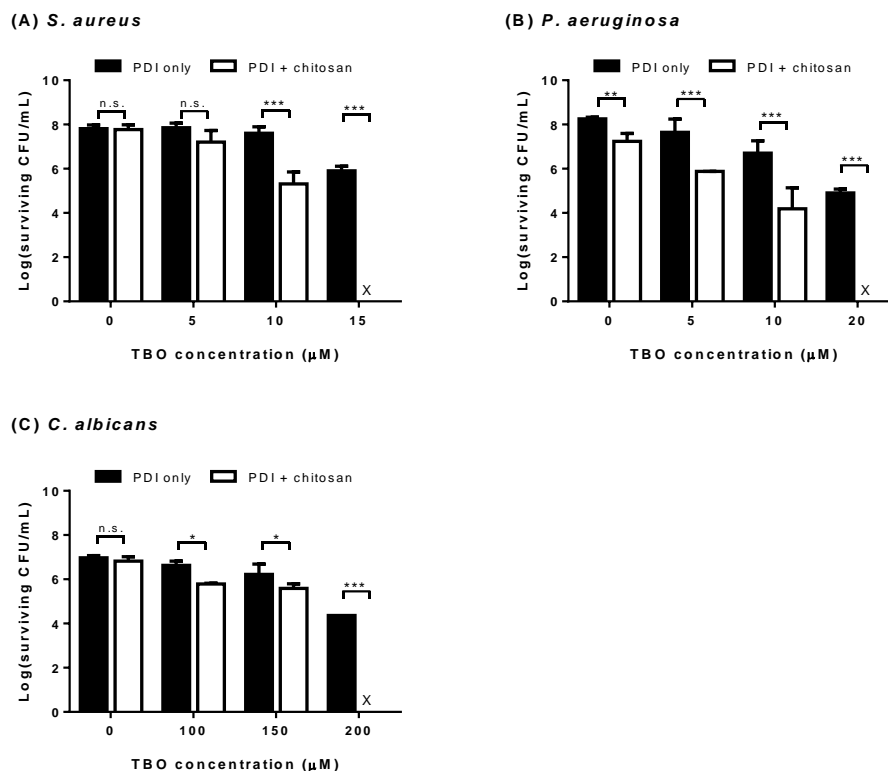 (A) S. aureus
PDI only
PDI + chitosan
Log(surviving CFU/mL)
10
8
6
4
2
0
n.s.
n.s.
***
***
X
0
5
10
15
TBO concentration (µM)
(B) P. aeruginosa
PDI only
PDI + chitosan
Log(surviving CFU/mL)
10
8
6
4
2
0
**
***
***
***
X
0
5
10
20
TBO concentration (µM)
(C) C. albicans
PDI only
PDI + chitosan
Log(surviving CFU/mL)
10
8
6
4
2
0
n.s.
*
*
***
X
0
100
150
200
TBO concentration (µM)